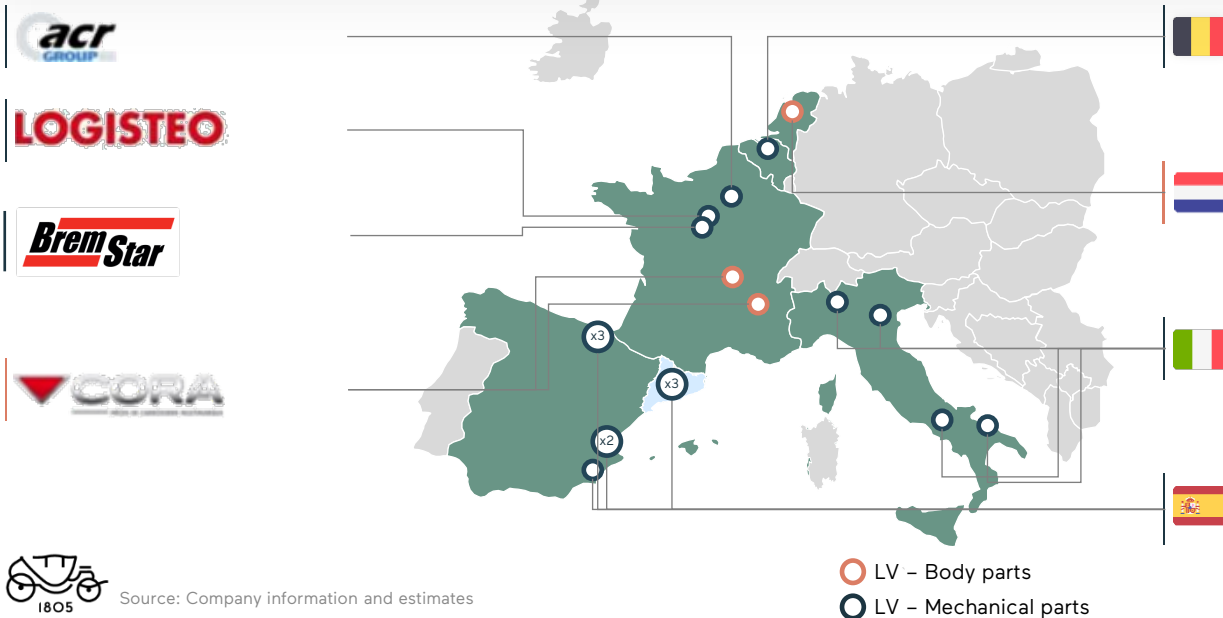 acr
GROUP
LOGISTEO
Brem
Star
x3
x3
CORA
x2
1805
Source: Company information and estimates
LV – Body parts
LV – Mechanical parts